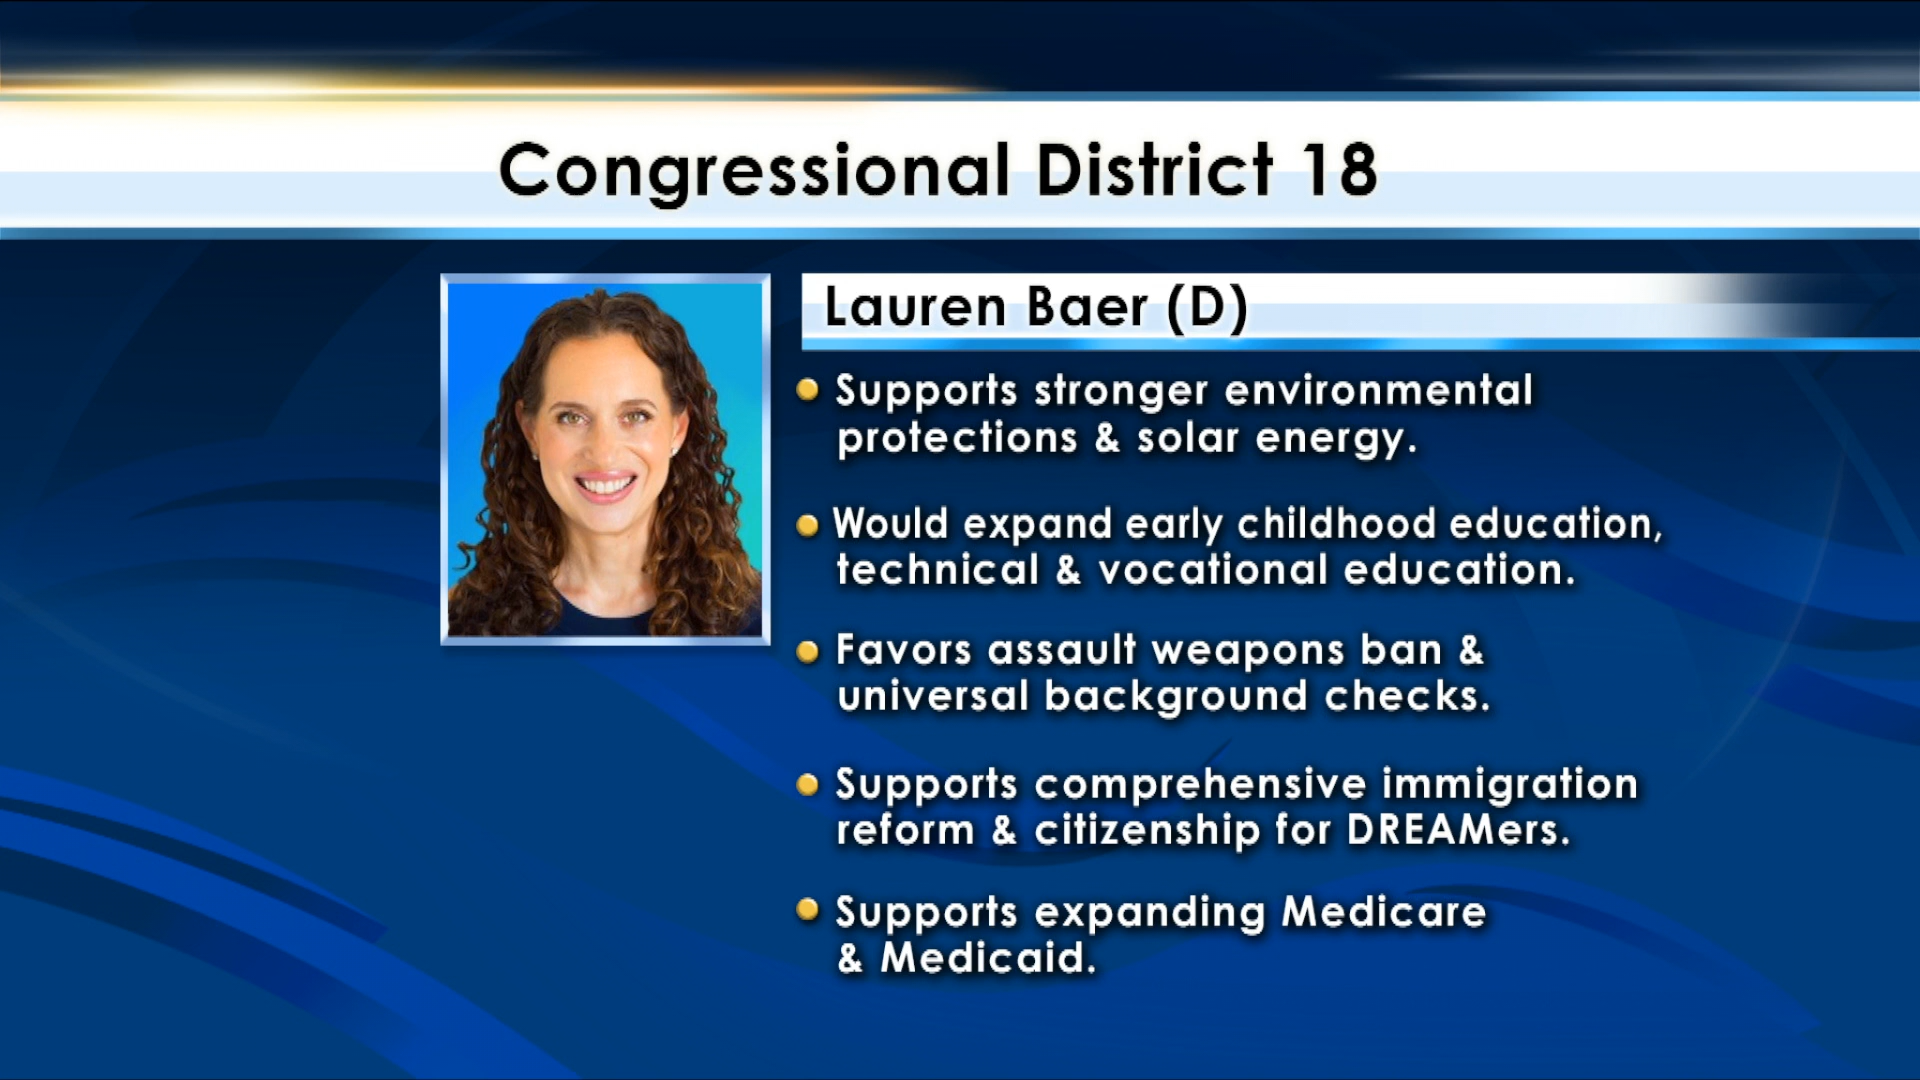 Congressional District 18
Lauren Baer (D)
Supports stronger environmental
protections & solar energy.
Would expand early childhood education,
technical & vocational education.
Favors assault weapons ban &
universal background checks.
Supports comprehensive immigration
reform & citizenship for DREAMers.
Supports expanding Medicare
& Medicaid.